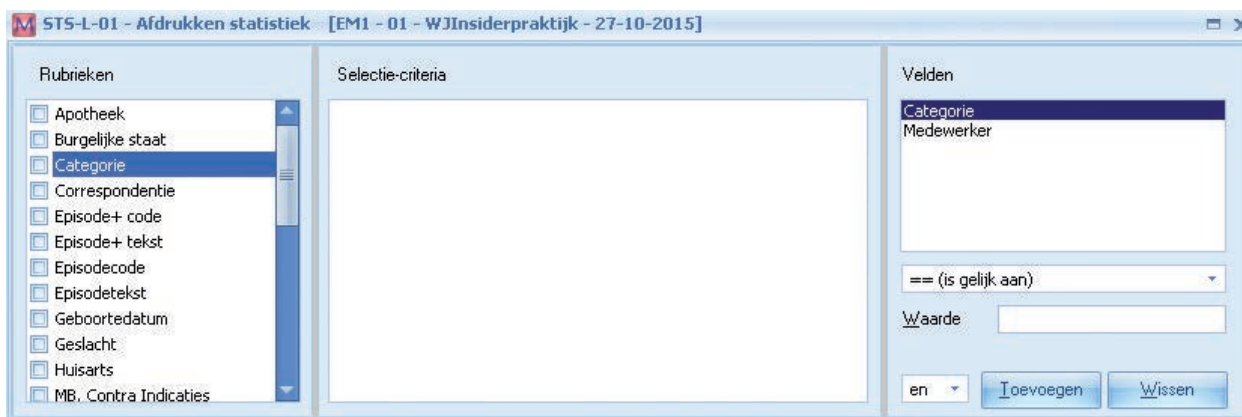 STS-L-01 - Afdrukken statistiek [EM1 - 01 - WJInsiderpraktijk - 27-10-2015]
Rubrieken
Apotheek
Burgelijke staat
Categorie
Correspondentie
Episode+ code
Episode+ tekst
Episodecode
Episodetekst
Geboortedatum
Geslacht
Huisarts
MB. Contra Indicaties
Selectie-criteria
Velden
Categorie
Medewerker
== (is gelijk aan)
Waarde
en Toevoegen Wissen